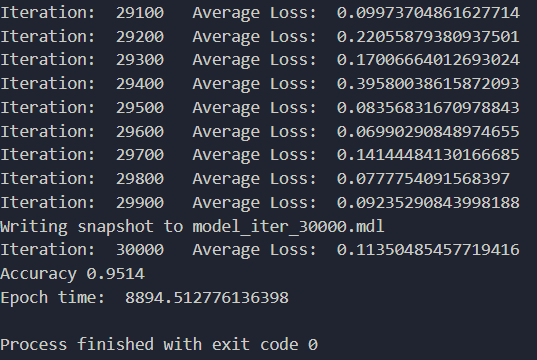 Iteration:  29100   Average Loss:  0.09973704861627714
Iteration:  29200   Average Loss:  0.22055879380937501
Iteration:  29300   Average Loss:  0.17006664012693024
Iteration:  29400   Average Loss:  0.39580038615872093
Iteration:  29500   Average Loss:  0.08356831670978843
Iteration:  29600   Average Loss:  0.06990290848974655
Iteration:  29700   Average Loss:  0.14144484130166685
Iteration:  29800   Average Loss:  0.0777754091568397
Iteration:  29900   Average Loss:  0.09235290843998188
Writing snapshot to model_iter_30000.mdl
Iteration:  30000   Average Loss:  0.11350485457719416
Accuracy 0.9514
Epoch time:  8894.512776136398
Process finished with exit code 0